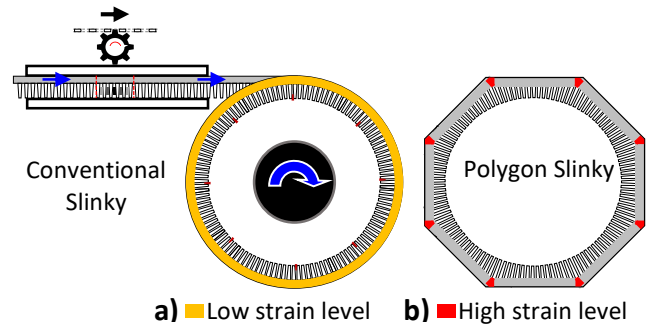 Conventional
Slinky
Polygon Slinky
a) Low strain level
b) High strain level